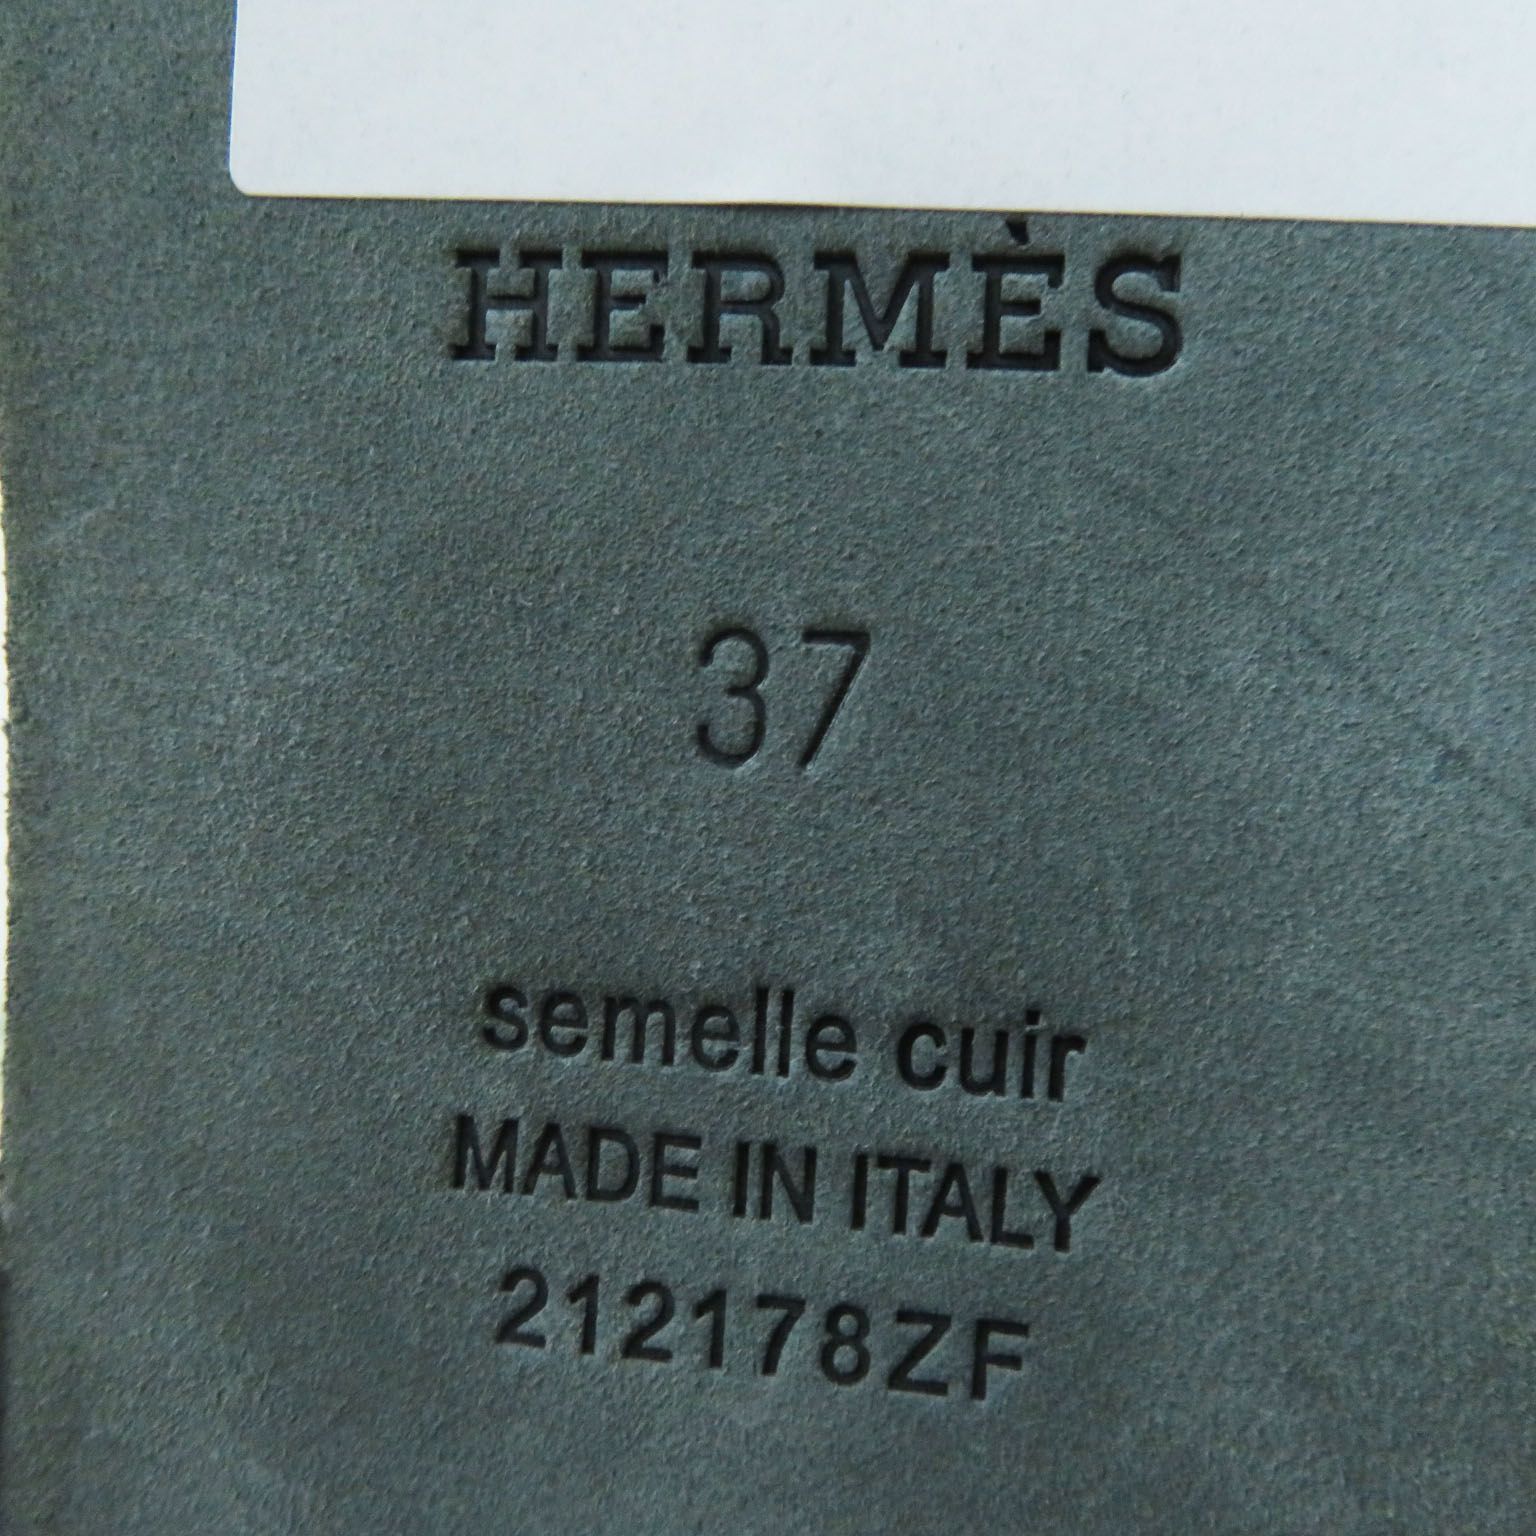 HERMÈS
37
semelle cuir
MADE IN ITALY
212178ZF